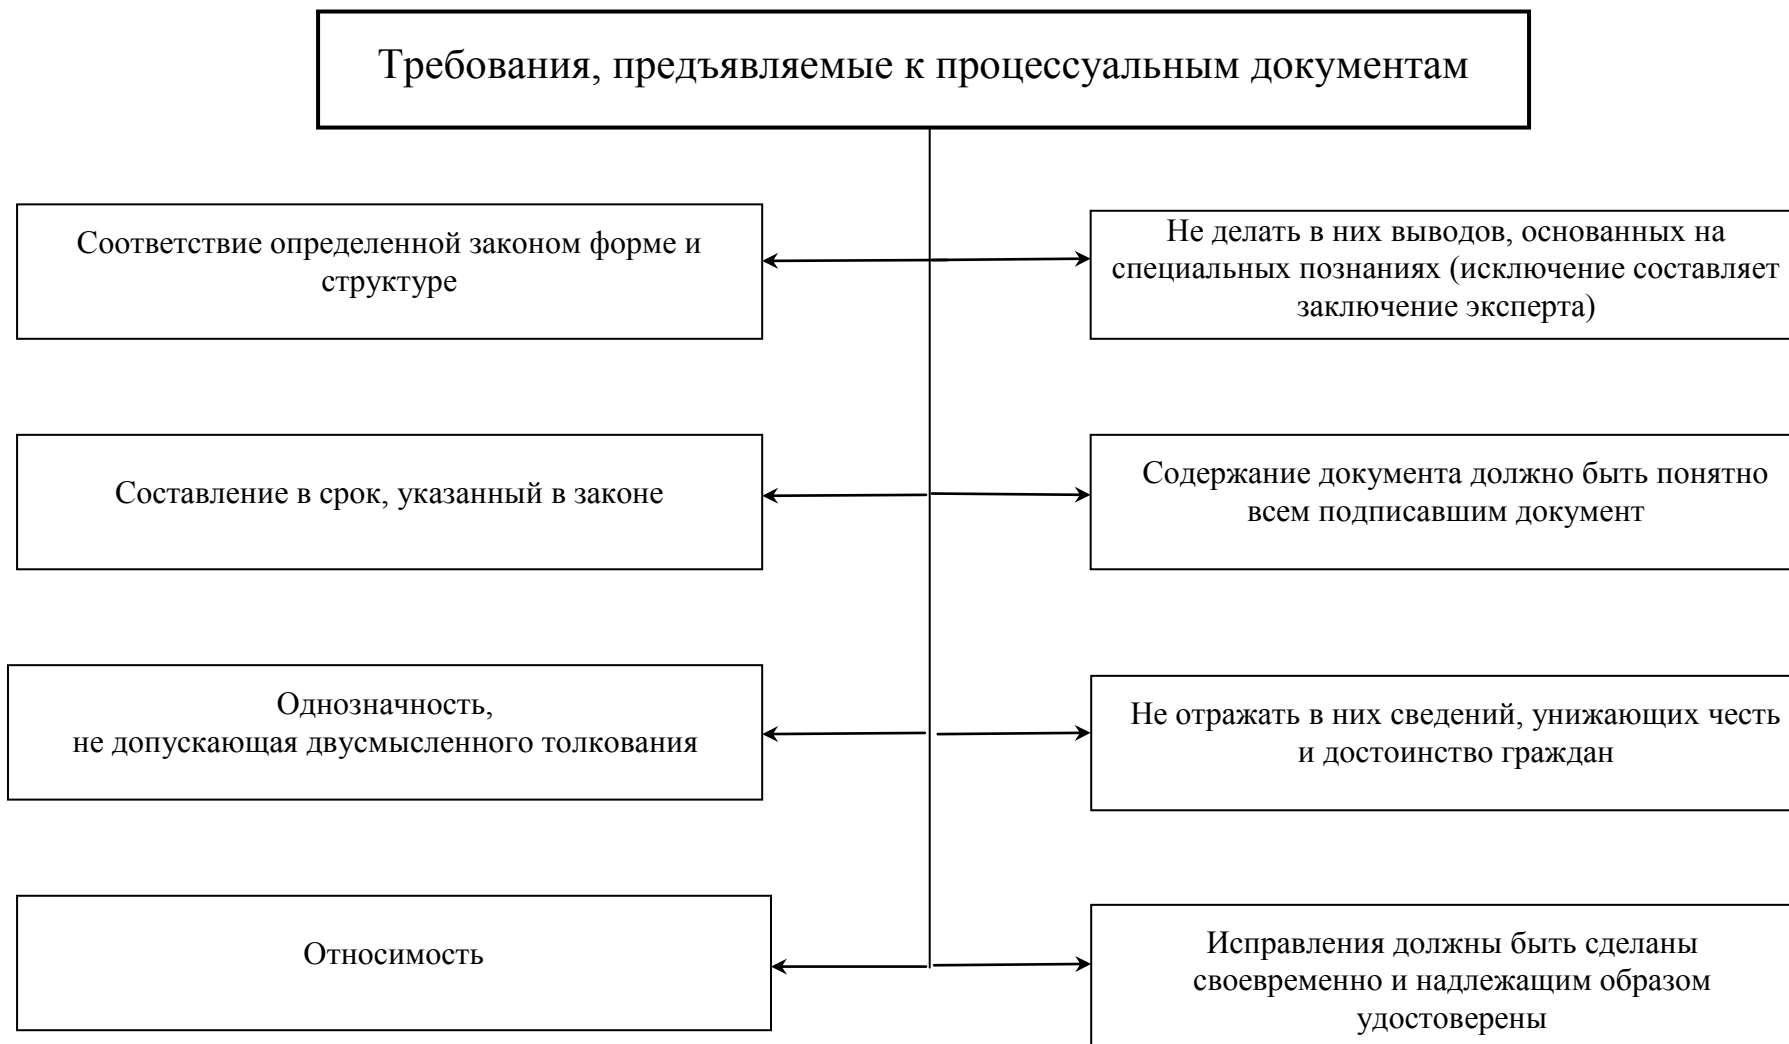 Требования, предъявляемые к процессуальным документам
Соответствие определенной законом форме и
структуре
Не делать в них выводов, основанных на
специальных познаниях (исключение составляет
заключение эксперта)
Составление в срок, указанный в законе
Содержание документа должно быть понятно
всем подписавшим документ
Однозначность,
не допускающая двусмысленного толкования
Не отражать в них сведений, унижающих честь
и достоинство граждан
Относимость
Исправления должны быть сделаны
своевременно и надлежащим образом
удостоверены